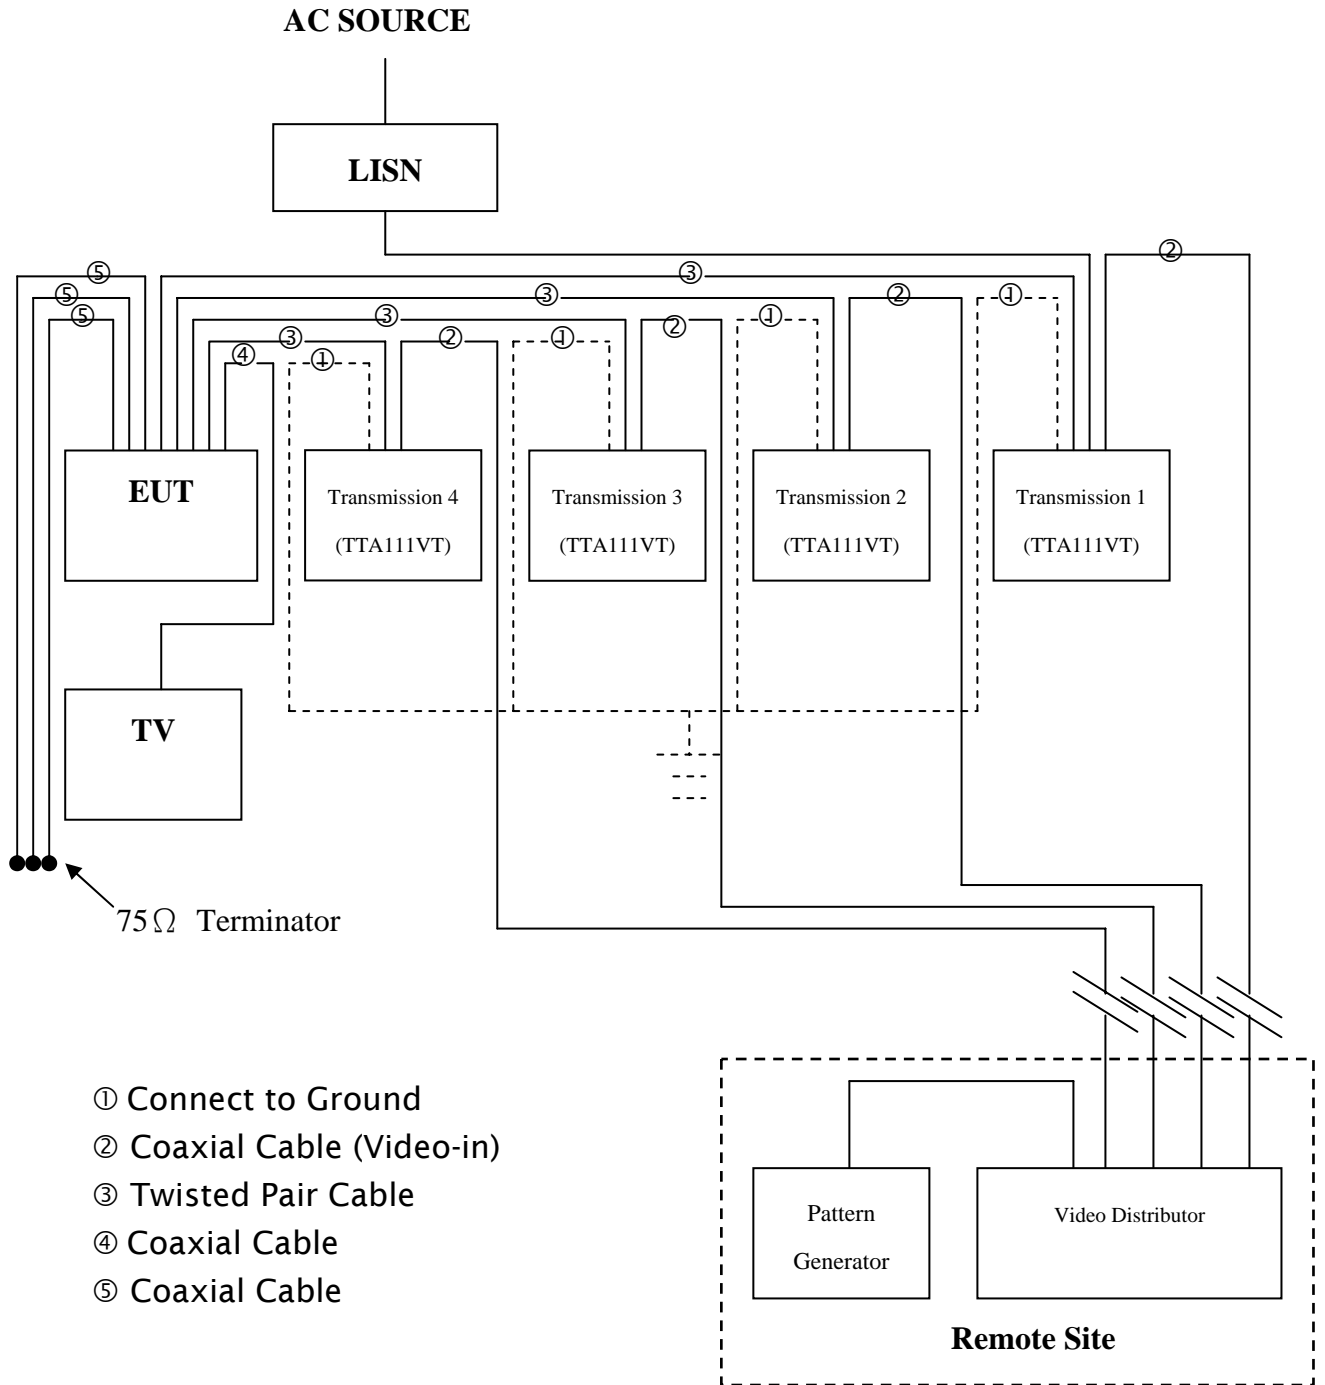 AC SOURCE
LISN
②
⑤ ③
⑤ ③ ② ①
⑤ ③ ② ①
③ ② ①
④ ①
EUT
Transmission 4
(TTA111VT)
Transmission 3
(TTA111VT)
Transmission 2
(TTA111VT)
Transmission 1
(TTA111VT)
TV
75Ω Terminator
① Connect to Ground
② Coaxial Cable (Video-in)
③ Twisted Pair Cable
④ Coaxial Cable
⑤ Coaxial Cable
Pattern
Generator
Video Distributor
Remote Site